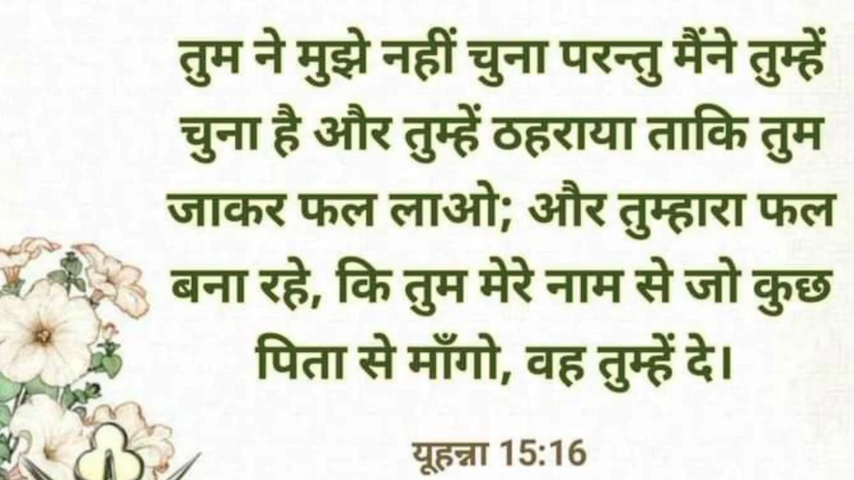 तुम ने मुझे नहीं चुना परन्तु मैंने तुम्हें
चुना है और तुम्हें ठहराया ताकि तुम
जाकर फल लाओ; और तुम्हारा फल
बना रहे, कि तुम मेरे नाम से जो कुछ
पिता से माँगो, वह तुम्हें दे।
यूहन्ना 15:16